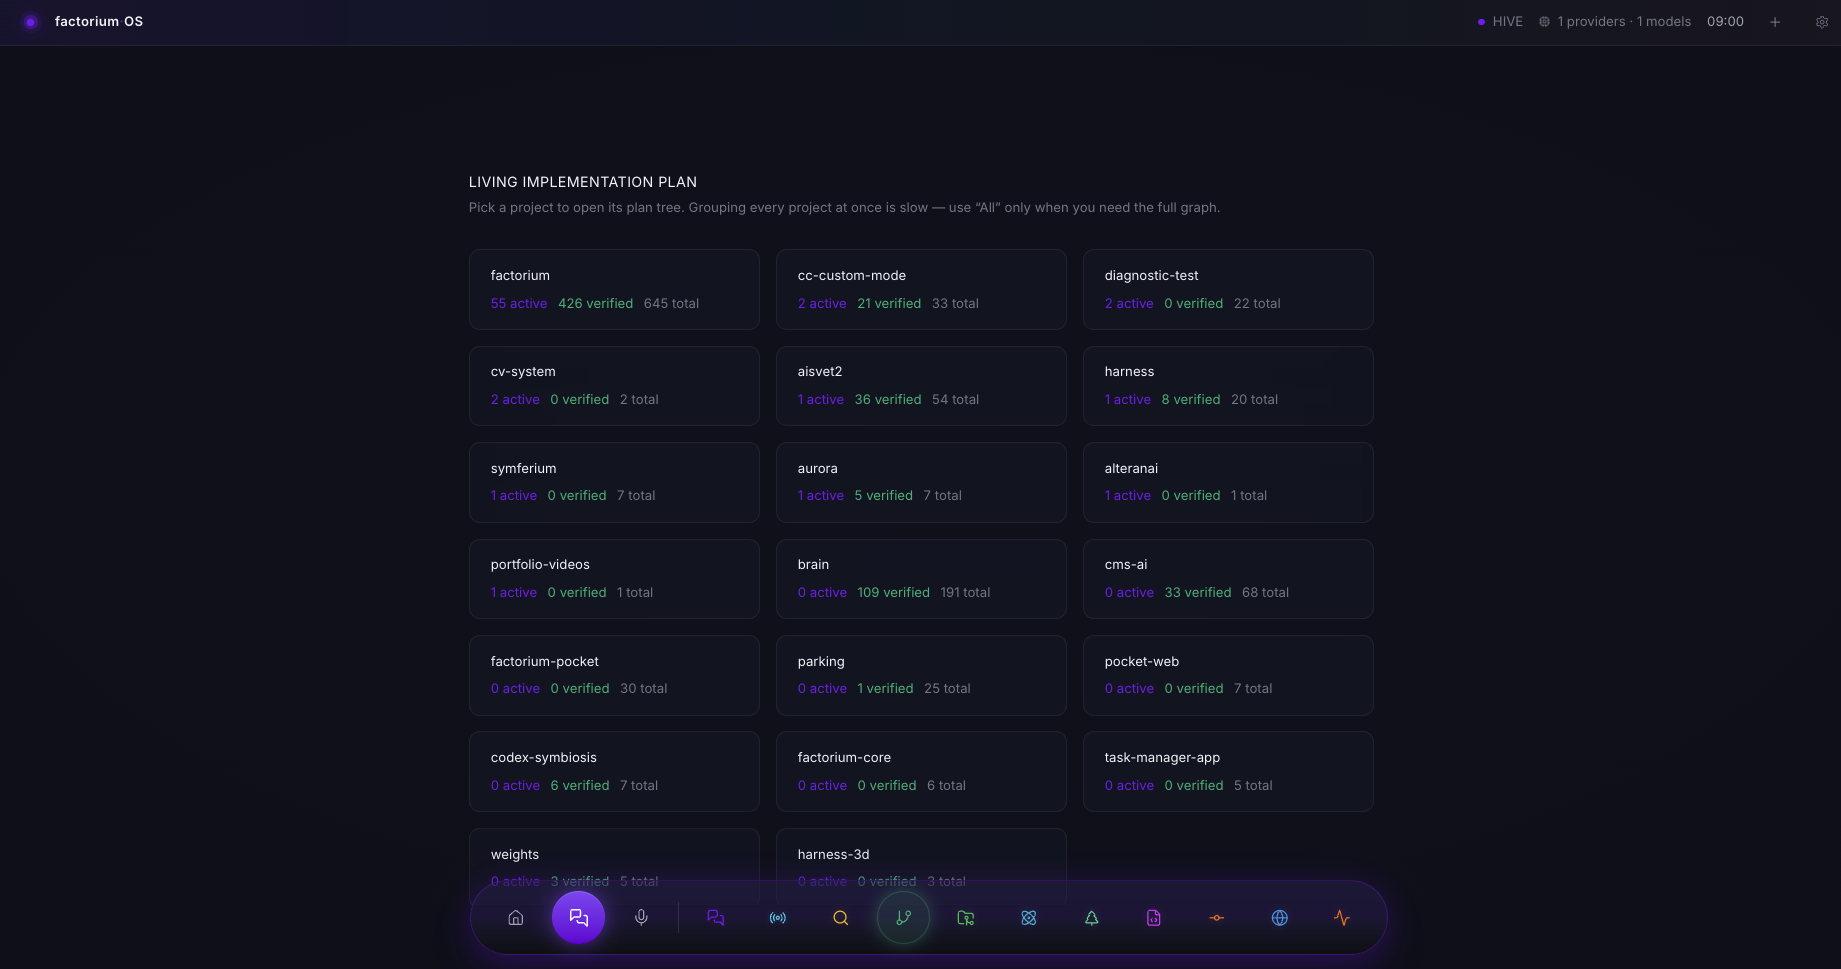 factorium OS
HIVE 1 providers · 1 models 09:00
LIVING IMPLEMENTATION PLAN
Pick a project to open its plan tree. Grouping every project at once is slow — use “All” only when you need the full graph.
factorium
55 active 426 verified 645 total
cc-custom-mode
2 active 21 verified 33 total
diagnostic-test
2 active 0 verified 22 total
cv-system
2 active 0 verified 2 total
aisvet2
1 active 36 verified 54 total
harness
1 active 8 verified 20 total
symferium
1 active 0 verified 7 total
aurora
1 active 5 verified 7 total
alteranai
1 active 0 verified 1 total
portfolio-videos
1 active 0 verified 1 total
brain
0 active 109 verified 191 total
cms-ai
0 active 33 verified 68 total
factorium-pocket
0 active 0 verified 30 total
parking
0 active 1 verified 25 total
pocket-web
0 active 0 verified 7 total
codex-symbiosis
0 active 6 verified 7 total
factorium-core
0 active 0 verified 6 total
task-manager-app
0 active 0 verified 5 total
weights
0 active 3 verified 5 total
harness-3d
0 active 0 verified 3 total